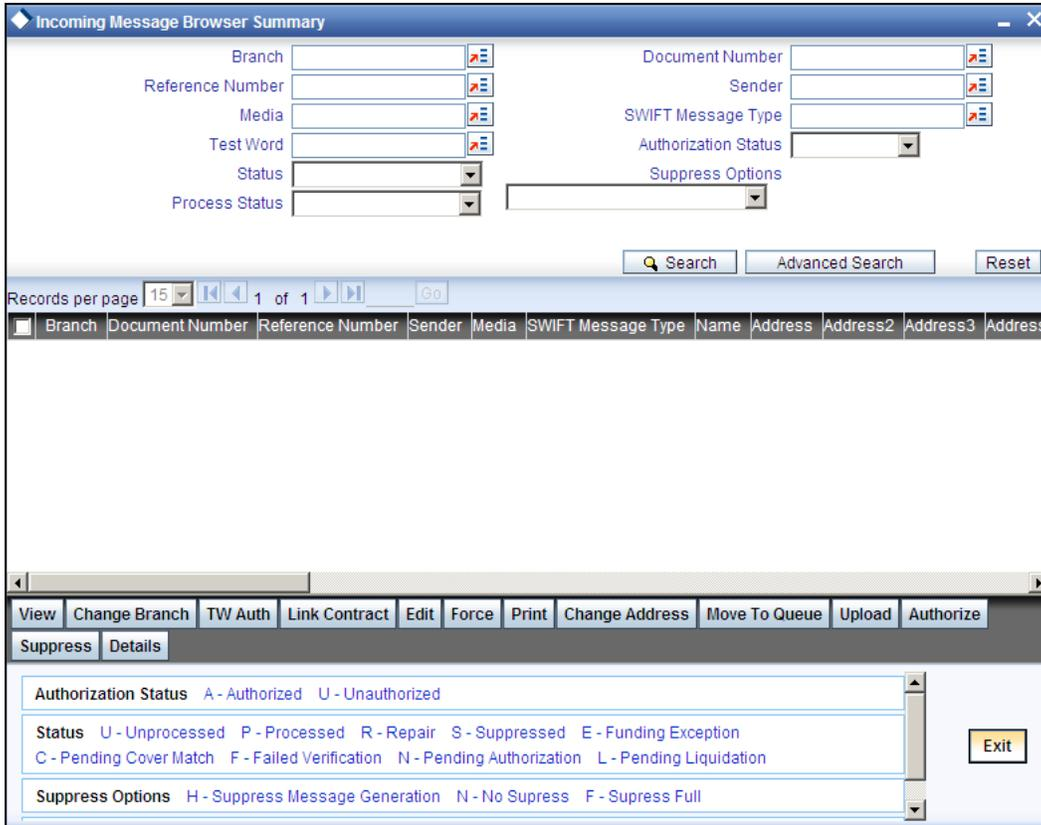 Incoming Message Browser Summary
Branch
Document Number
Reference Number
Sender
Media
SWIFT Message Type
Test Word
Authorization Status
Status
Suppress Options
Process Status
Search
Advanced Search
Reset
Records per page 15 1 of 1 Go
Branch Document Number Reference Number Sender Media SWIFT Message Type Name Address Address2 Address3 Address
View Change Branch TW Auth Link Contract Edit Force Print Change Address Move To Queue Upload Authorize
Suppress Details
Authorization Status A - Authorized U - Unauthorized
Status U - Unprocessed P - Processed R - Repair S - Suppressed E - Funding Exception
C - Pending Cover Match F - Failed Verification N - Pending Authorization L - Pending Liquidation
Exit
Suppress Options H - Suppress Message Generation N - No Supress F - Supress Full